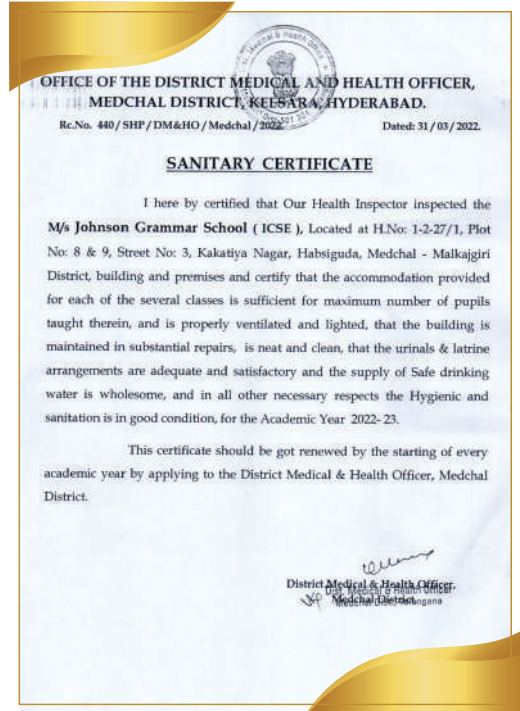 OFFICE OF THE DISTRICT MEDICAL AND HEALTH OFFICER,
MEDCHAL DISTRICT, KEESARA, HYDERABAD.
Rc.No. 440 / SHP / DM&HO / Medchal / 2022. Dated: 31 / 03 / 2022.
SANITARY CERTIFICATE
I here by certified that Our Health Inspector inspected the
M/s Johnson Grammar School ( ICSE ), Located at H.No: 1-2-27/1, Plot
No: 8 & 9, Street No: 3, Kakatiya Nagar, Habsiguda, Medchal - Malkajgiri
District, building and premises and certify that the accommodation provided
for each of the several classes is sufficient for maximum number of pupils
taught therein, and is properly ventilated and lighted, that the building is
maintained in substantial repairs, is neat and clean, that the urinals & latrine
arrangements are adequate and satisfactory and the supply of Safe drinking
water is wholesome, and in all other necessary respects the Hygienic and
sanitation is in good condition, for the Academic Year 2022- 23.
This certificate should be got renewed by the starting of every
academic year by applying to the District Medical & Health Officer, Medchal
District.
District Medical & Health Officer,
Dist. Medical & Health Officer
Medchal District
Medchal Dist., Telangana